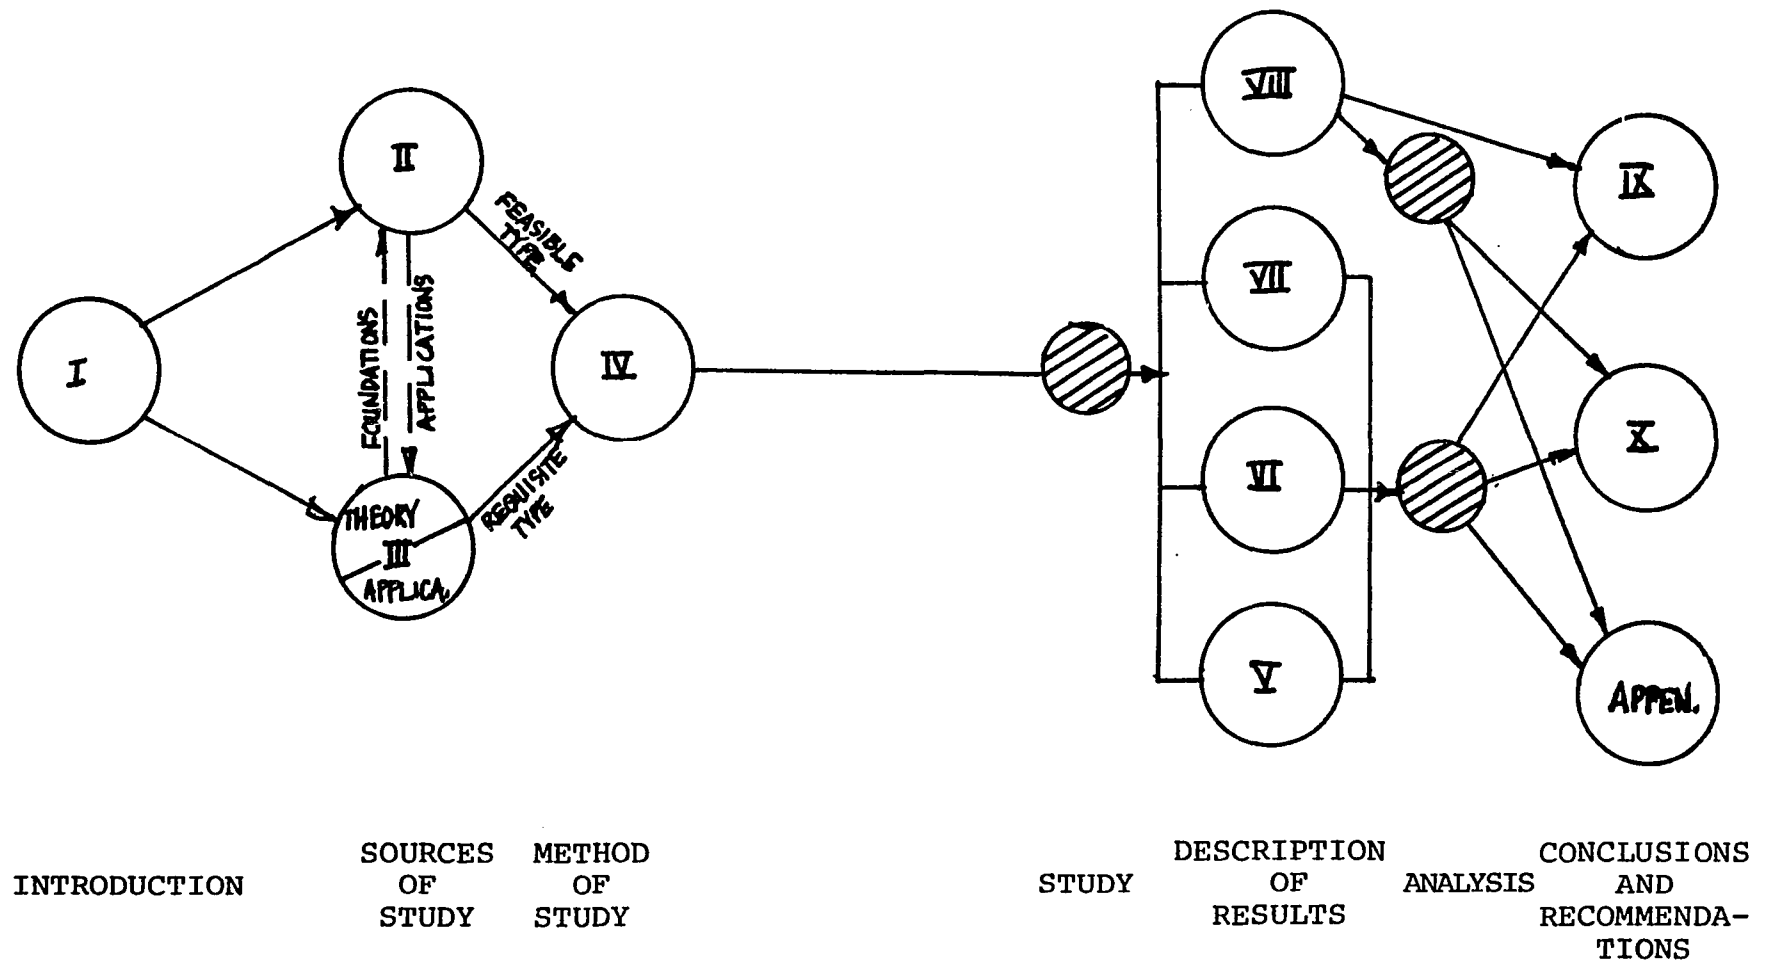 I
II
FEASIBLE
TYPE
FOUNDATIONS
APPLICATIONS
THEORY
III
APPLICA.
REQUISITE
TYPE
IV
VIII
VII
VI
V
IX
X
APPEN.
INTRODUCTION
SOURCES
OF
STUDY
METHOD
OF
STUDY
STUDY
DESCRIPTION
OF
RESULTS
ANALYSIS
CONCLUSIONS
AND
RECOMMENDA-
TIONS